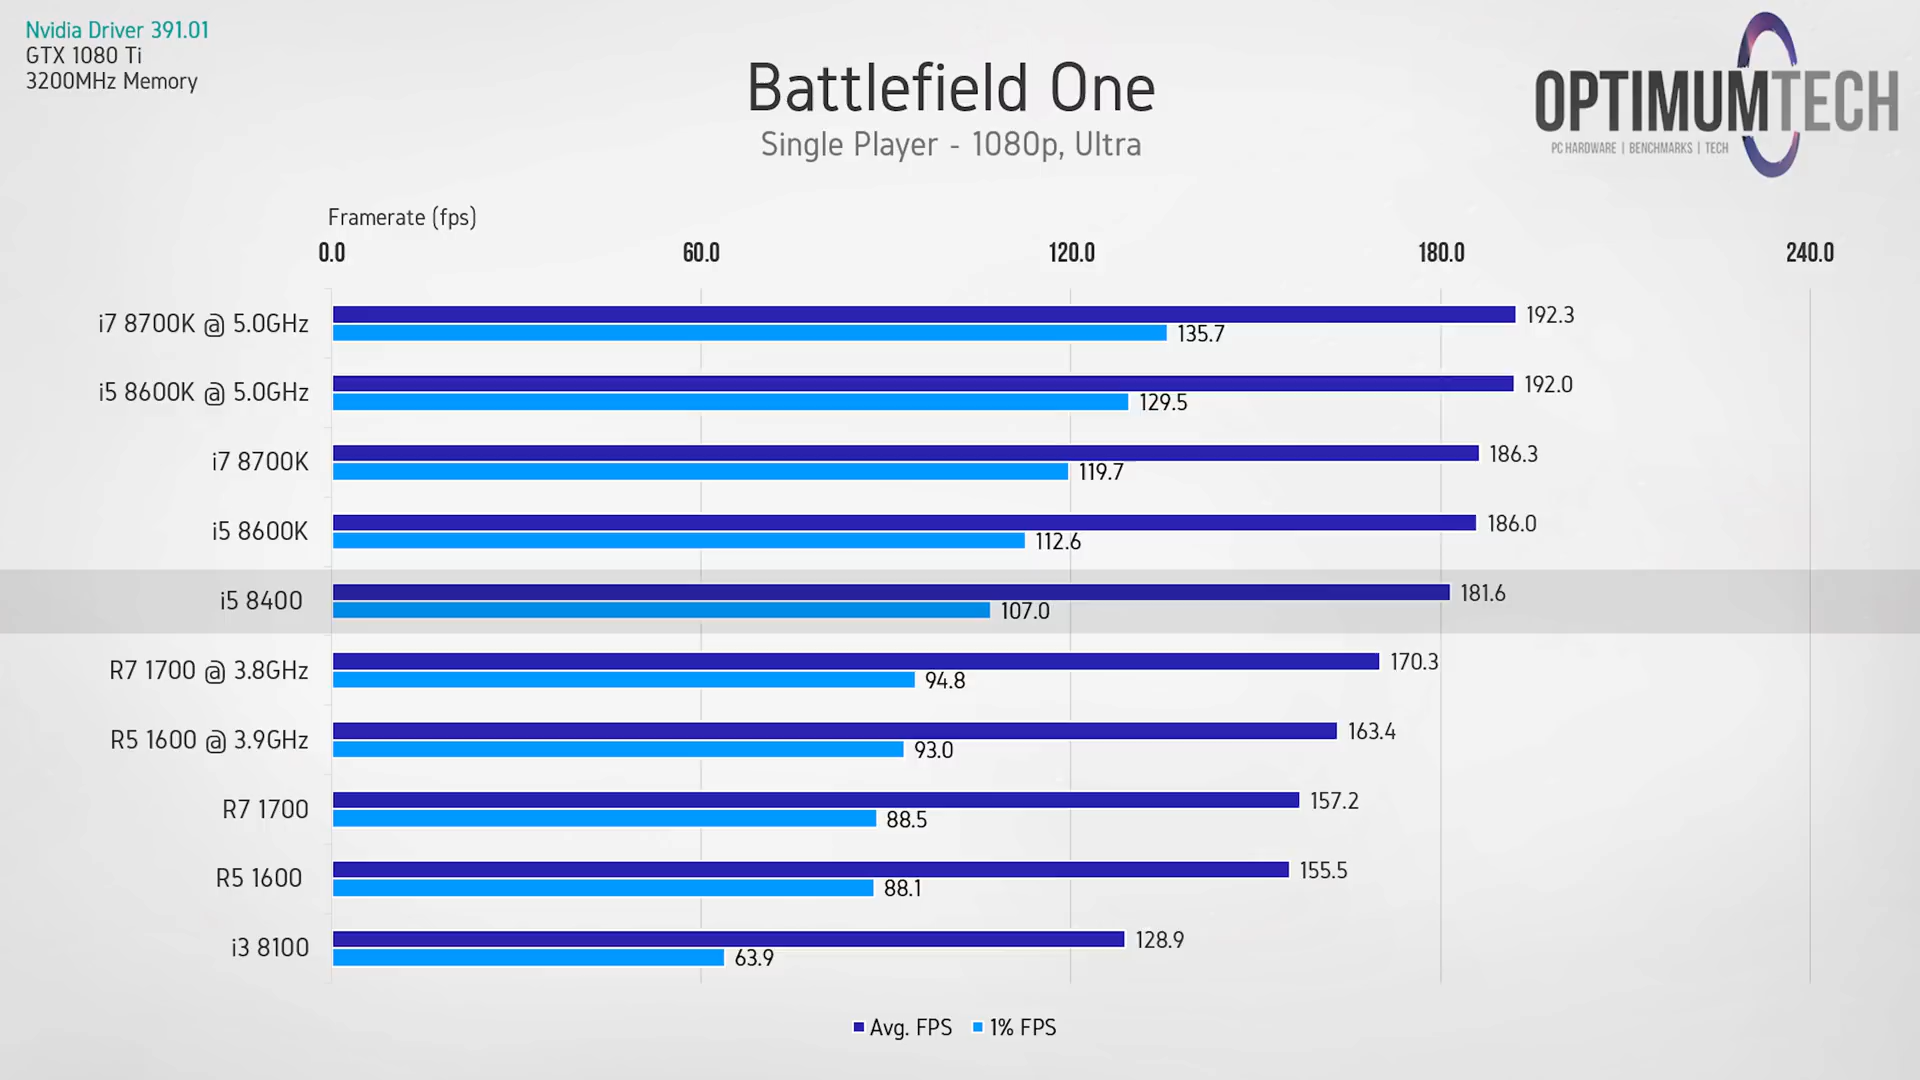 Nvidia Driver 391.01
GTX 1080 Ti
3200MHz Memory
Battlefield One
Single Player - 1080p, Ultra
OPTIMUMTECH
PC HARDWARE | BENCHMARKS | TECH
Framerate (fps)
0.0 60.0 120.0 180.0 240.0
i7 8700K @ 5.0GHz 192.3
135.7
i5 8600K @ 5.0GHz 192.0
129.5
i7 8700K 186.3
119.7
i5 8600K 186.0
112.6
i5 8400 181.6
107.0
R7 1700 @ 3.8GHz 170.3
94.8
R5 1600 @ 3.9GHz 163.4
93.0
R7 1700 157.2
88.5
R5 1600 155.5
88.1
i3 8100 128.9
63.9
Avg. FPS 1% FPS